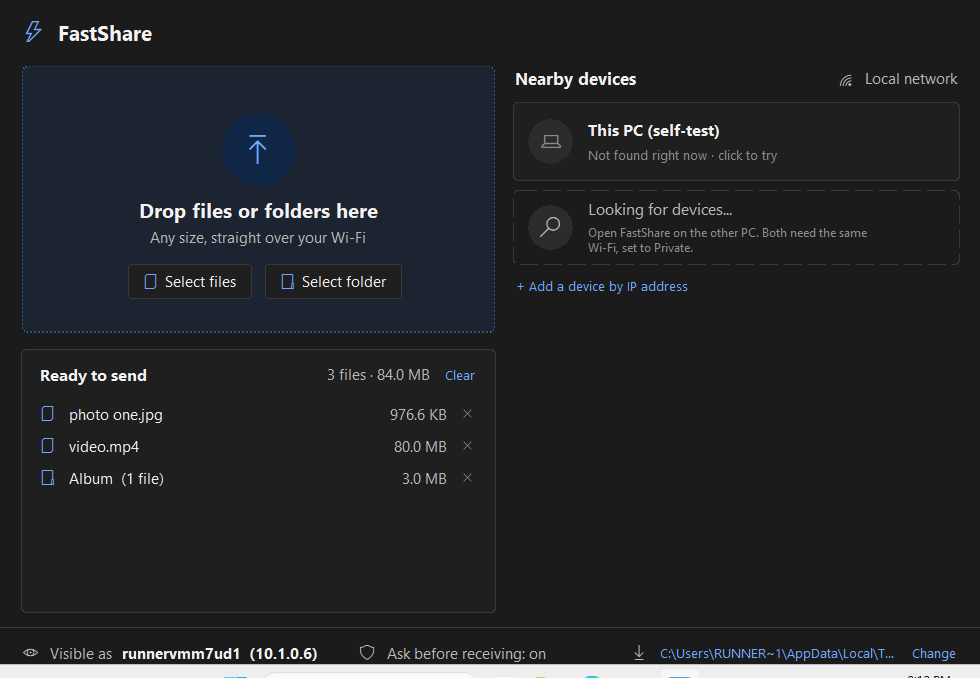 FastShare
Drop files or folders here
Any size, straight over your Wi-Fi
Select files
Select folder
Ready to send
3 files · 84.0 MB
Clear
photo one.jpg
976.6 KB
video.mp4
80.0 MB
Album (1 file)
3.0 MB
Nearby devices
Local network
This PC (self-test)
Not found right now · click to try
Looking for devices...
Open FastShare on the other PC. Both need the same
Wi-Fi, set to Private.
+ Add a device by IP address
Visible as runnervmm7ud1 (10.1.0.6)
Ask before receiving: on
C:\Users\RUNNER~1\AppData\Local\T...
Change